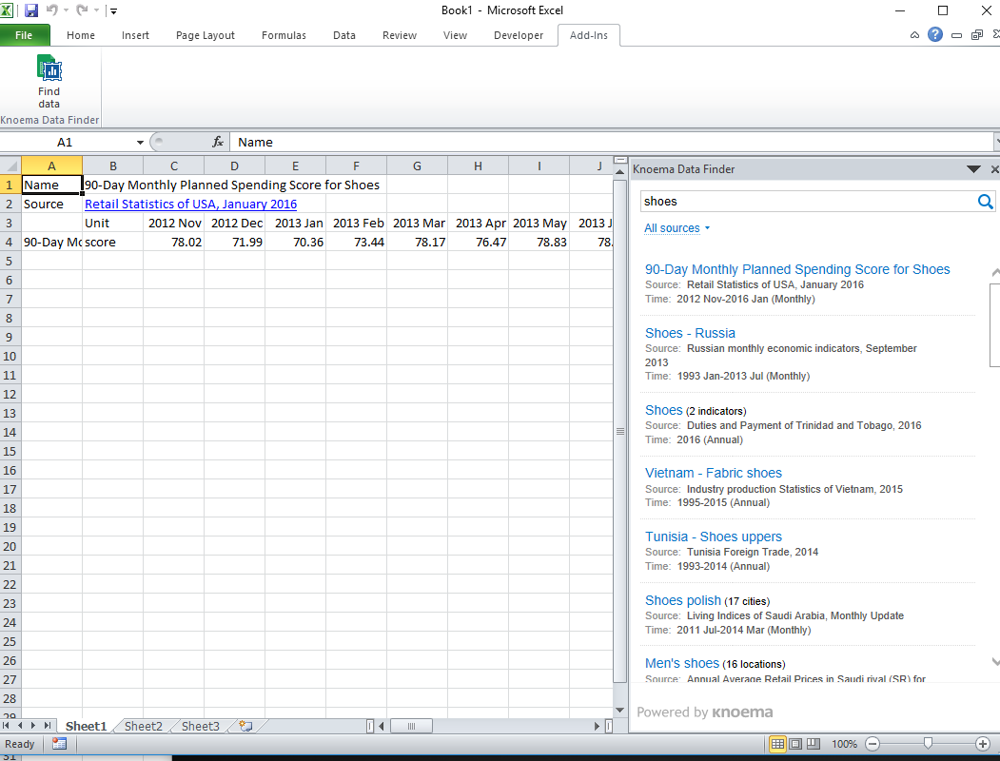 Book1 - Microsoft Excel
File Home Insert Page Layout Formulas Data Review View Developer Add-Ins
Find
data
Knoema Data Finder
A1 fx Name
A B C D E F G H I J
1 Name 90-Day Monthly Planned Spending Score for Shoes
2 Source Retail Statistics of USA, January 2016
3 Unit 2012 Nov 2012 Dec 2013 Jan 2013 Feb 2013 Mar 2013 Apr 2013 May 2013 J
4 90-Day Mo score 78.02 71.99 70.36 73.44 78.17 76.47 78.83 78.
5
6
7
8
9
10
11
12
13
14
15
16
17
18
19
20
21
22
23
24
25
26
27
28
29
Sheet1 Sheet2 Sheet3
Knoema Data Finder
shoes
All sources
90-Day Monthly Planned Spending Score for Shoes
Source: Retail Statistics of USA, January 2016
Time: 2012 Nov-2016 Jan (Monthly)
Shoes - Russia
Source: Russian monthly economic indicators, September
2013
Time: 1993 Jan-2013 Jul (Monthly)
Shoes (2 indicators)
Source: Duties and Payment of Trinidad and Tobago, 2016
Time: 2016 (Annual)
Vietnam - Fabric shoes
Source: Industry production Statistics of Vietnam, 2015
Time: 1995-2015 (Annual)
Tunisia - Shoes uppers
Source: Tunisia Foreign Trade, 2014
Time: 1993-2014 (Annual)
Shoes polish (17 cities)
Source: Living Indices of Saudi Arabia, Monthly Update
Time: 2011 Jul-2014 Mar (Monthly)
Men's shoes (16 locations)
Source: Annual Average Retail Prices in Saudi riyal (SR) for
Powered by knoema
Ready 100%
31